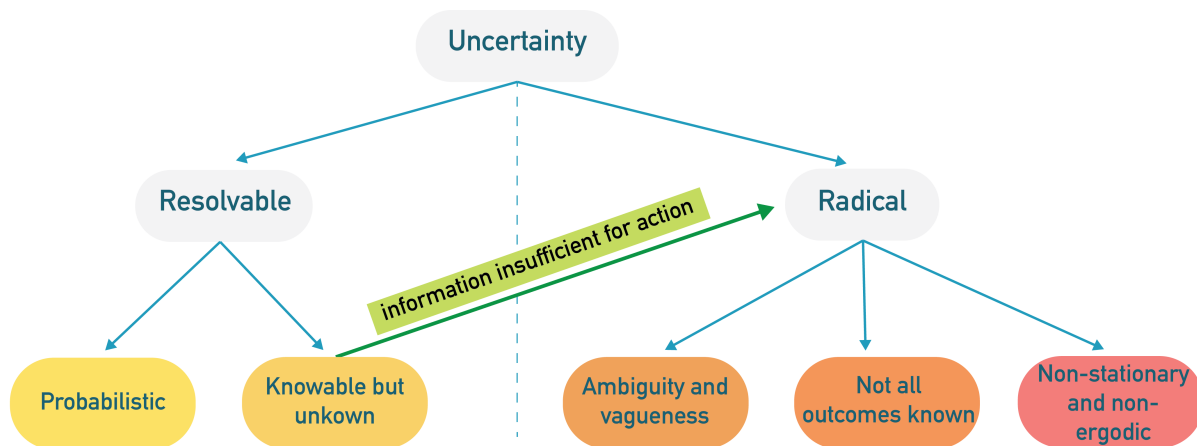 Uncertainty
Resolvable
Radical
information insufficient for action
Probabilistic
Knowable but
unkown
Ambiguity and
vagueness
Not all
outcomes known
Non-stationary
and non-
ergodic